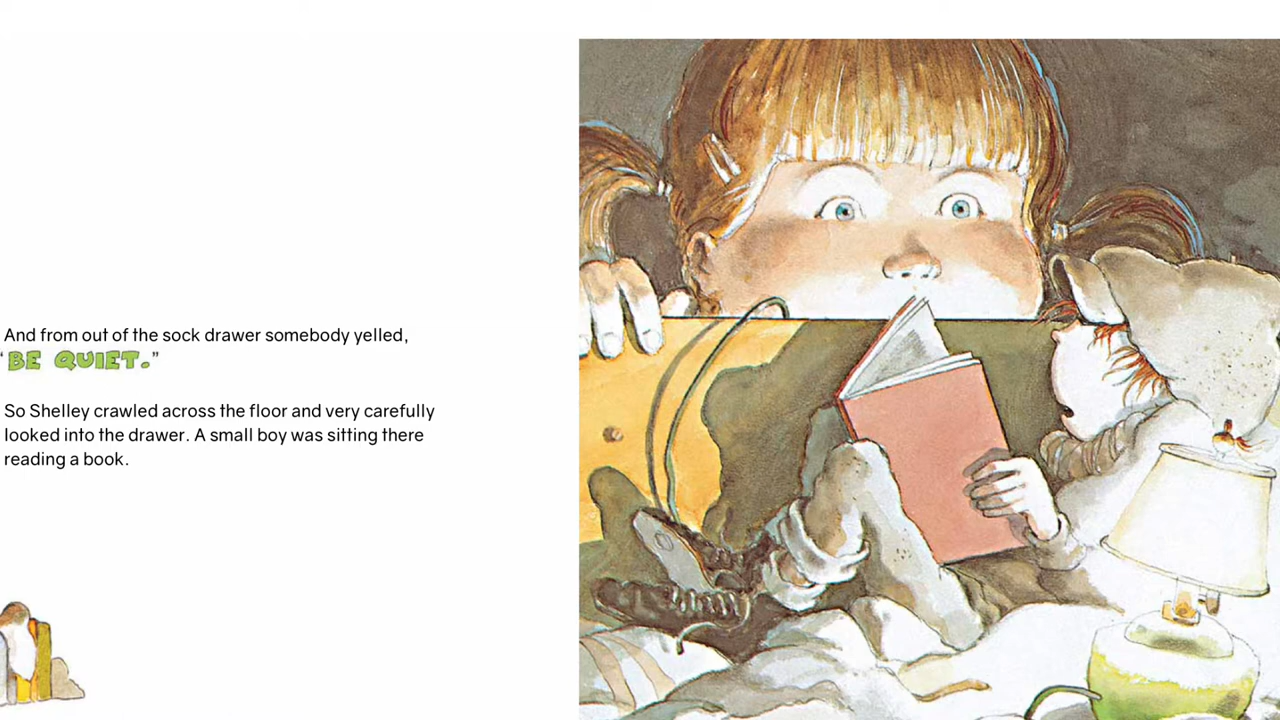 And from out of the sock drawer somebody yelled,
"BE QUIET."
So Shelley crawled across the floor and very carefully
looked into the drawer. A small boy was sitting there
reading a book.